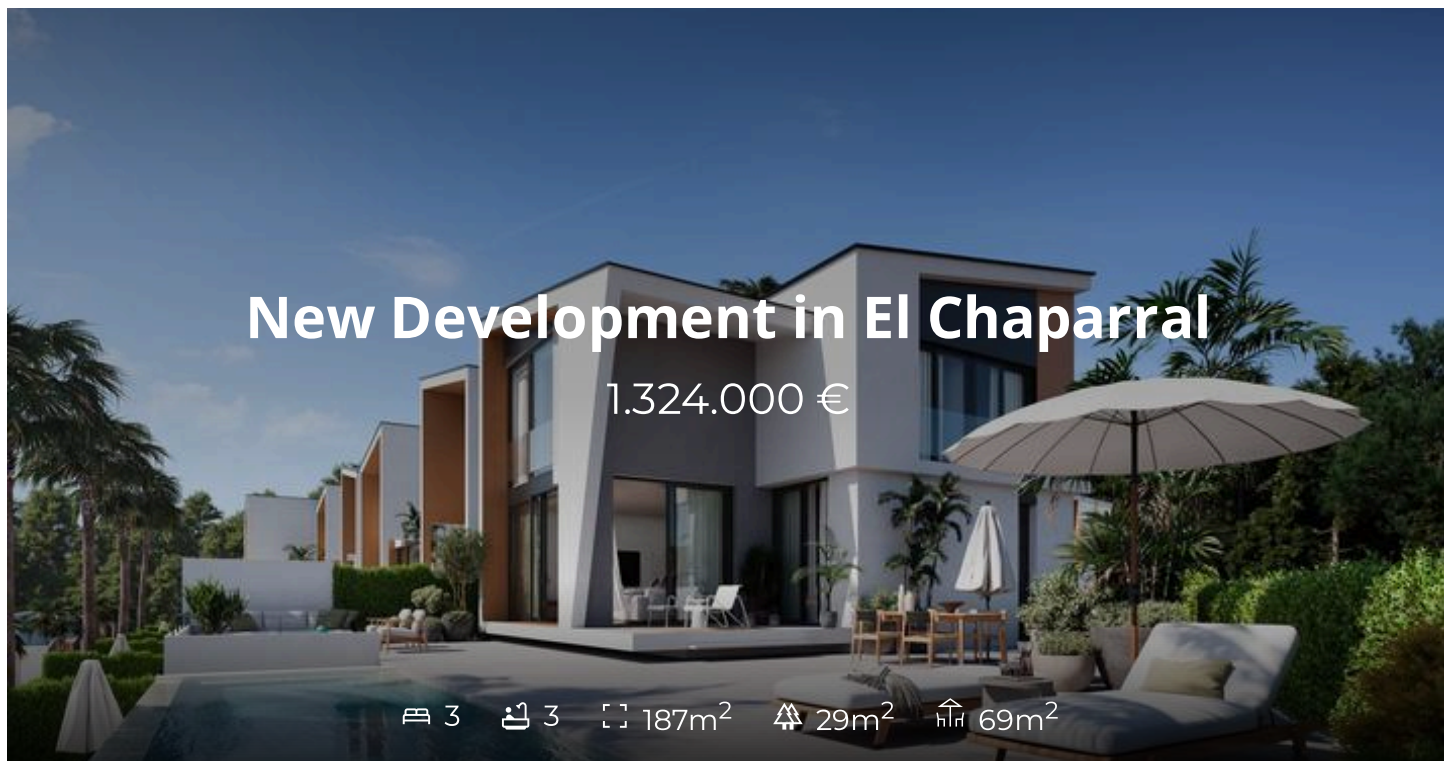 New Development in El Chaparral
1.324.000 €
3 3 187m² 29m² 69m²